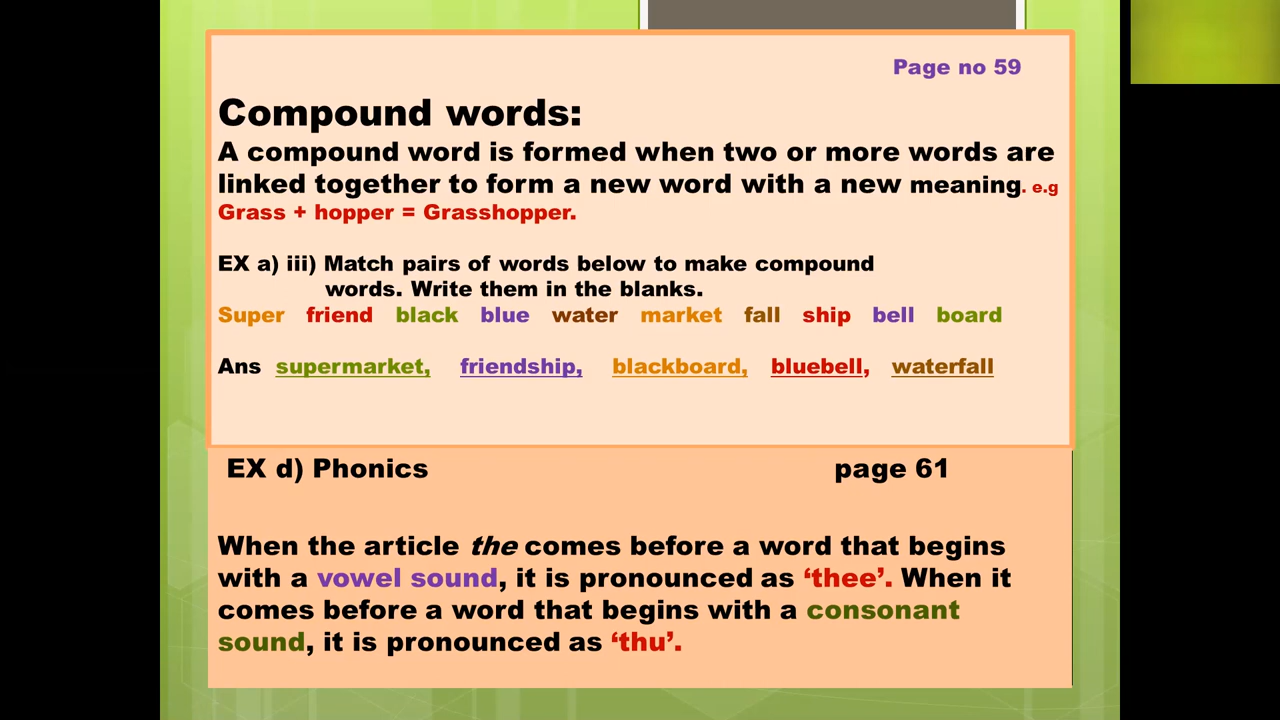 Page no 59
Compound words:
A compound word is formed when two or more words are
linked together to form a new word with a new meaning. e.g
Grass + hopper = Grasshopper.
EX a) iii) Match pairs of words below to make compound
words. Write them in the blanks.
Super friend black blue water market fall ship bell board
Ans supermarket, friendship, blackboard, bluebell, waterfall
EX d) Phonics page 61
When the article the comes before a word that begins
with a vowel sound, it is pronounced as ‘thee’. When it
comes before a word that begins with a consonant
sound, it is pronounced as ‘thu’.